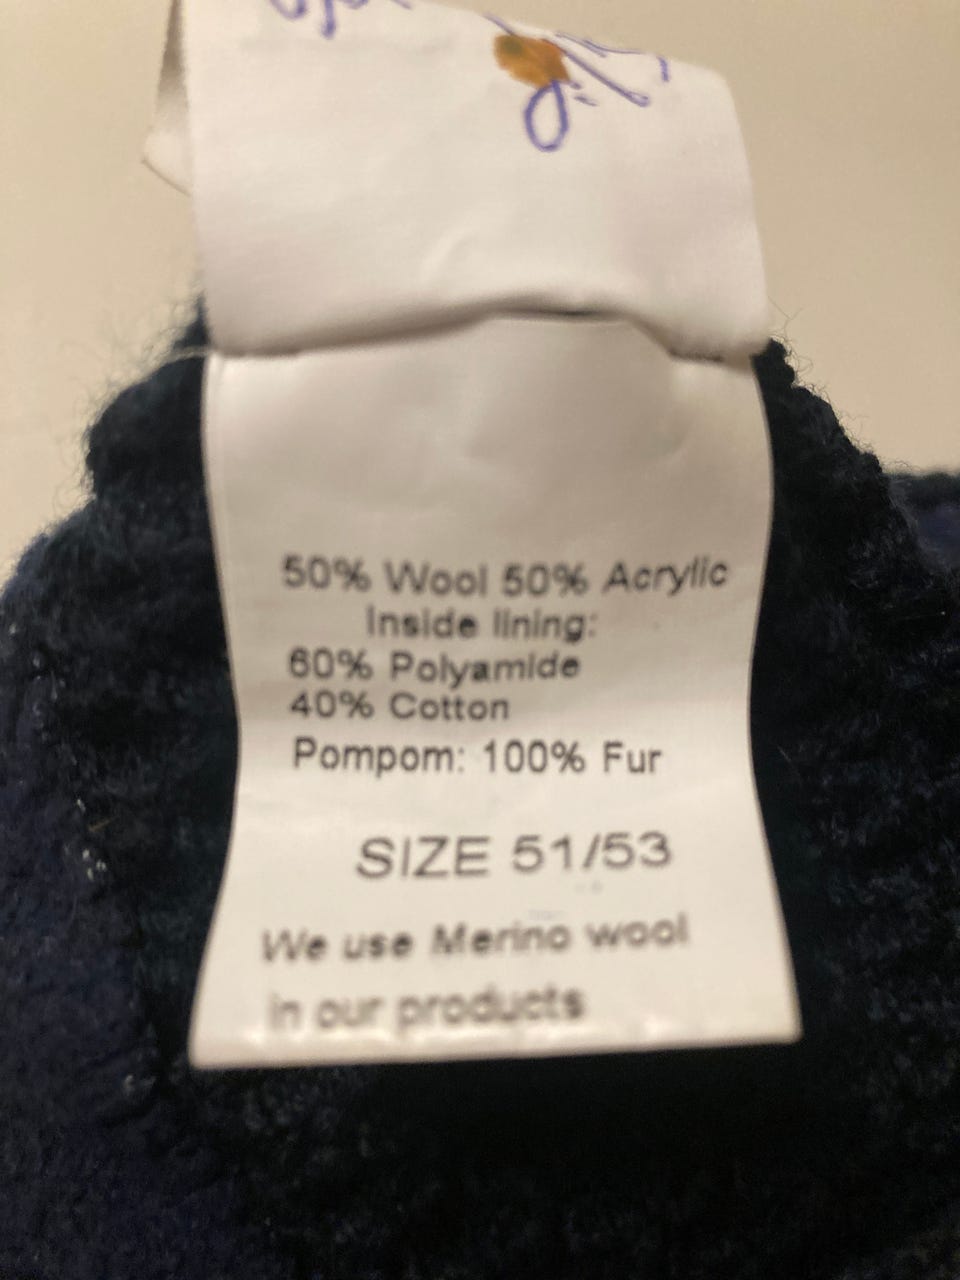 50% Wool 50% Acrylic
Inside lining:
60% Polyamide
40% Cotton
Pompom: 100% Fur
SIZE 51/53
We use Merino wool
in our products